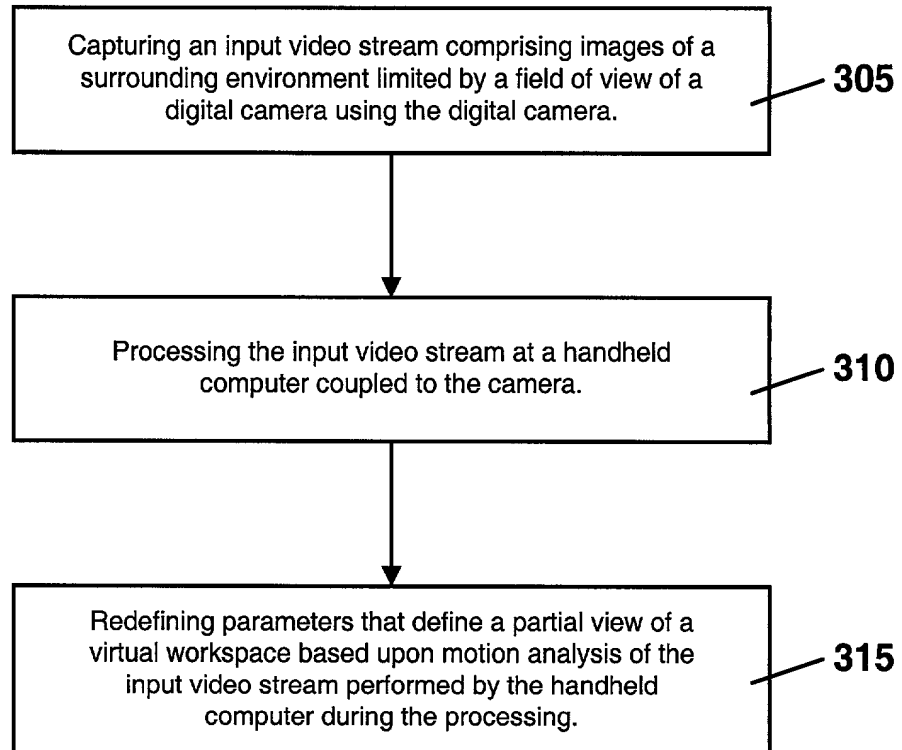 Capturing an input video stream comprising images of a
surrounding environment limited by a field of view of a
digital camera using the digital camera.
305
Processing the input video stream at a handheld
computer coupled to the camera.
310
Redefining parameters that define a partial view of a
virtual workspace based upon motion analysis of the
input video stream performed by the handheld
computer during the processing.
315